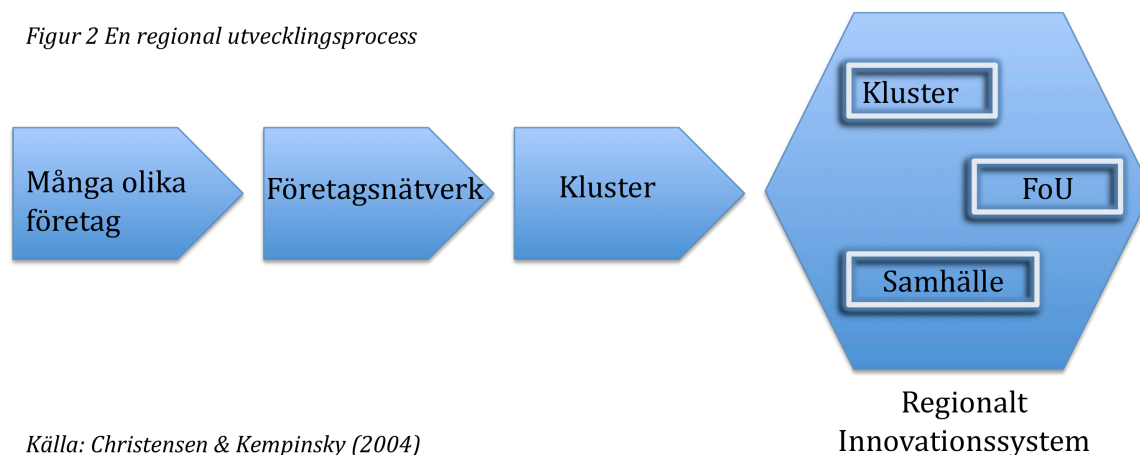 Figur 2 En regional utvecklingsprocess
Många olika
företag
Företagsnätverk
Kluster
Kluster
FoU
Samhälle
Regionalt
Innovationssystem
Källa: Christensen & Kempinsky (2004)